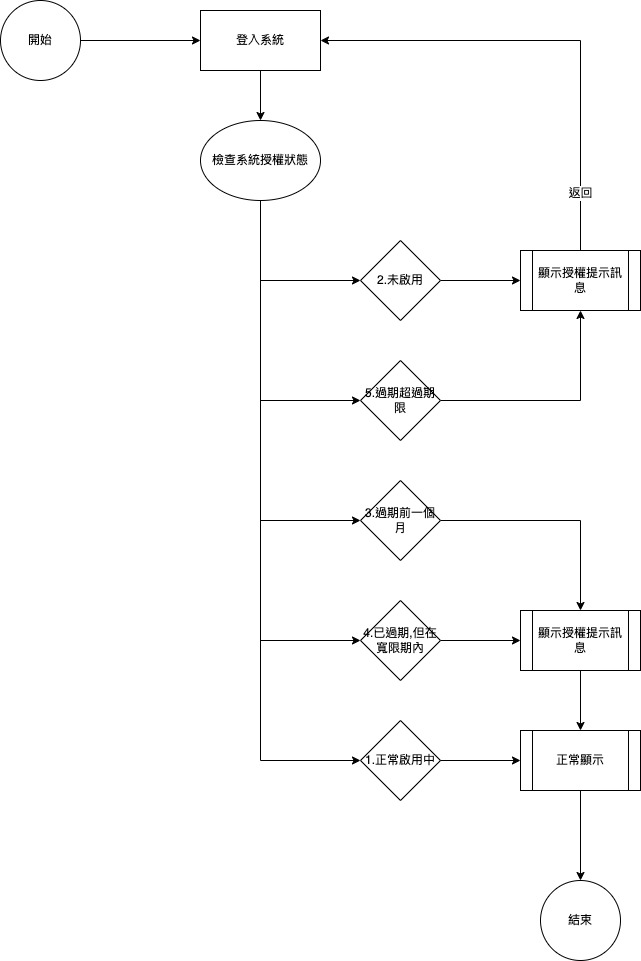 開始
登入系統
檢查系統授權狀態
返回
2.未啟用
顯示授權提示訊
息
5.過期超過期
限
3.過期前一個
月
4.已過期,但在
寬限期內
顯示授權提示訊
息
1.正常啟用中
正常顯示
結束